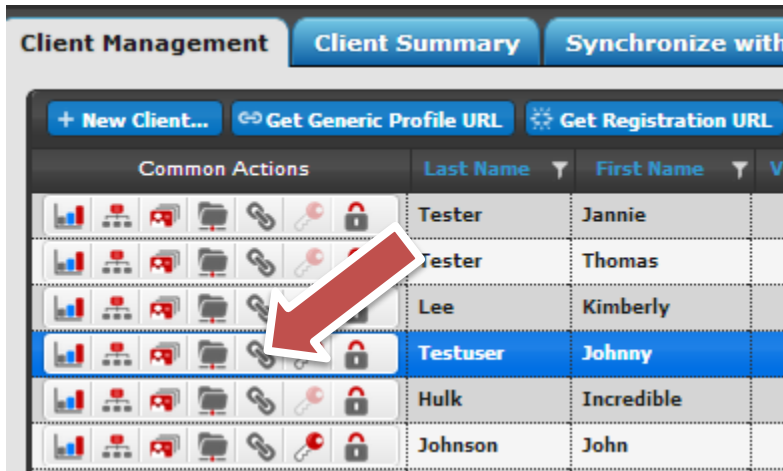 Client Management Client Summary Synchronize with
+ New Client... Get Generic Profile URL Get Registration URL
Common Actions Last Name First Name V
Tester Jannie
Tester Thomas
Lee Kimberly
Testuser Johnny
Hulk Incredible
Johnson John